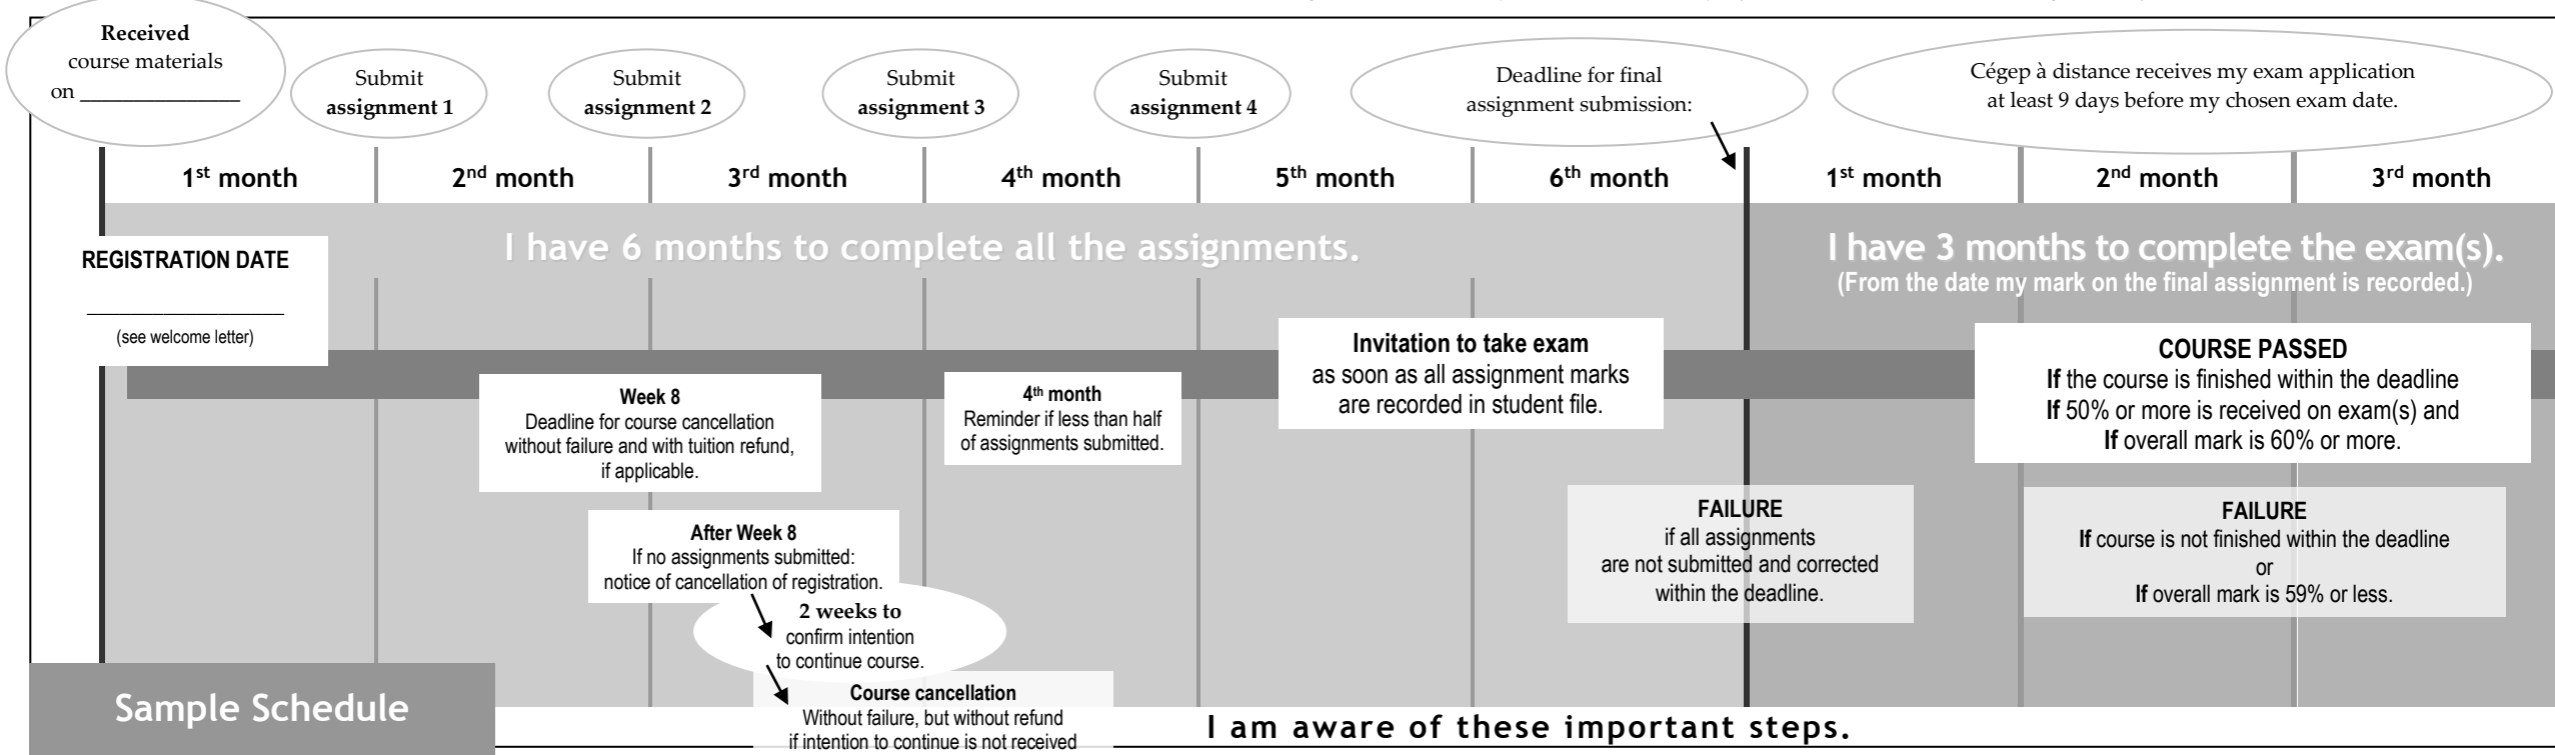 Received
course materials
on ________________
Submit
assignment 1
Submit
assignment 2
Submit
assignment 3
Submit
assignment 4
Deadline for final
assignment submission:
Cégep à distance receives my exam application
at least 9 days before my chosen exam date.
1st month
2nd month
3rd month
4th month
5th month
6th month
1st month
2nd month
3rd month
I have 6 months to complete all the assignments.
I have 3 months to complete the exam(s).
(From the date my mark on the final assignment is recorded.)
REGISTRATION DATE
____________________
(see welcome letter)
Week 8
Deadline for course cancellation
without failure and with tuition refund,
if applicable.
4th month
Reminder if less than half
of assignments submitted.
Invitation to take exam
as soon as all assignment marks
are recorded in student file.
COURSE PASSED
If the course is finished within the deadline
If 50% or more is received on exam(s) and
If overall mark is 60% or more.
After Week 8
If no assignments submitted:
notice of cancellation of registration.
2 weeks to
confirm intention
to continue course.
Course cancellation
Without failure, but without refund
if intention to continue is not received
FAILURE
if all assignments
are not submitted and corrected
within the deadline.
FAILURE
If course is not finished within the deadline
or
If overall mark is 59% or less.
Sample Schedule
I am aware of these important steps.